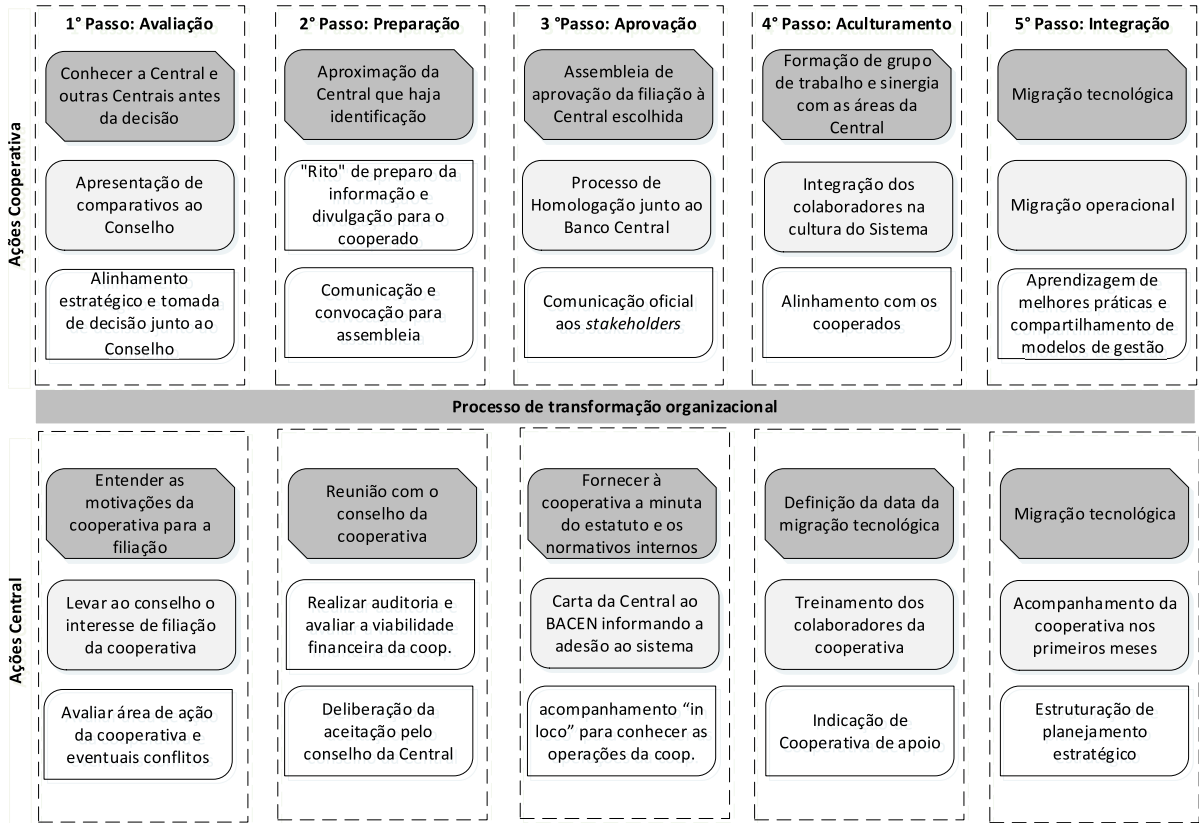 1° Passo: Avaliação
2° Passo: Preparação
3 °Passo: Aprovação
4° Passo: Aculturamento
5° Passo: Integração
Ações Cooperativa
Conhecer a Central e
outras Centrais antes
da decisão
Aproximação da
Central que haja
identificação
Assembleia de
aprovação da filiação à
Central escolhida
Formação de grupo
de trabalho e sinergia
com as áreas da
Central
Migração tecnológica
Apresentação de
comparativos ao
Conselho
"Rito" de preparo da
informação e
divulgação para o
cooperado
Processo de
Homologação junto ao
Banco Central
Integração dos
colaboradores na
cultura do Sistema
Migração operacional
Alinhamento
estratégico e tomada
de decisão junto ao
Conselho
Comunicação e
convocação para
assembleia
Comunicação oficial
aos stakeholders
Alinhamento com os
cooperados
Aprendizagem de
melhores práticas e
compartilhamento de
modelos de gestão
Processo de transformação organizacional
Ações Central
Entender as
motivações da
cooperativa para a
filiação
Reunião com o
conselho da
cooperativa
Fornecer à
cooperativa a minuta
do estatuto e os
normativos internos
Definição da data da
migração tecnológica
Migração tecnológica
Levar ao conselho o
interesse de filiação
da cooperativa
Realizar auditoria e
avaliar a viabilidade
financeira da coop.
Carta da Central ao
BACEN informando a
adesão ao sistema
Treinamento dos
colaboradores da
cooperativa
Acompanhamento da
cooperativa nos
primeiros meses
Avaliar área de ação
da cooperativa e
eventuais conflitos
Deliberação da
aceitação pelo
conselho da Central
acompanhamento “in
loco” para conhecer as
operações da coop.
Indicação de
Cooperativa de apoio
Estruturação de
planejamento
estratégico